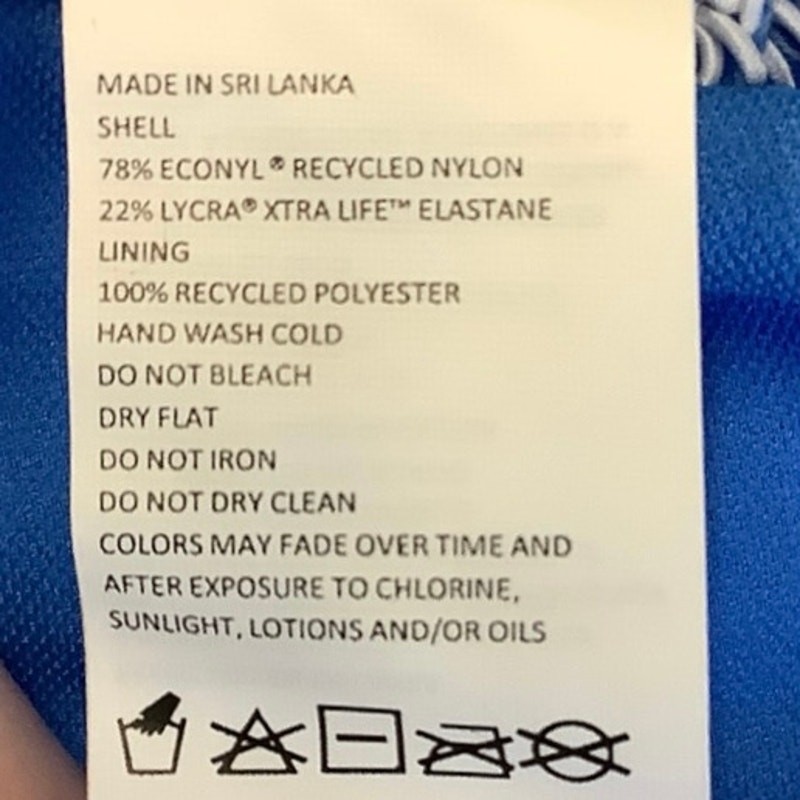 MADE IN SRI LANKA
SHELL
78% ECONYL® RECYCLED NYLON
22% LYCRA® XTRA LIFE™ ELASTANE
LINING
100% RECYCLED POLYESTER
HAND WASH COLD
DO NOT BLEACH
DRY FLAT
DO NOT IRON
DO NOT DRY CLEAN
COLORS MAY FADE OVER TIME AND
AFTER EXPOSURE TO CHLORINE,
SUNLIGHT, LOTIONS AND/OR OILS